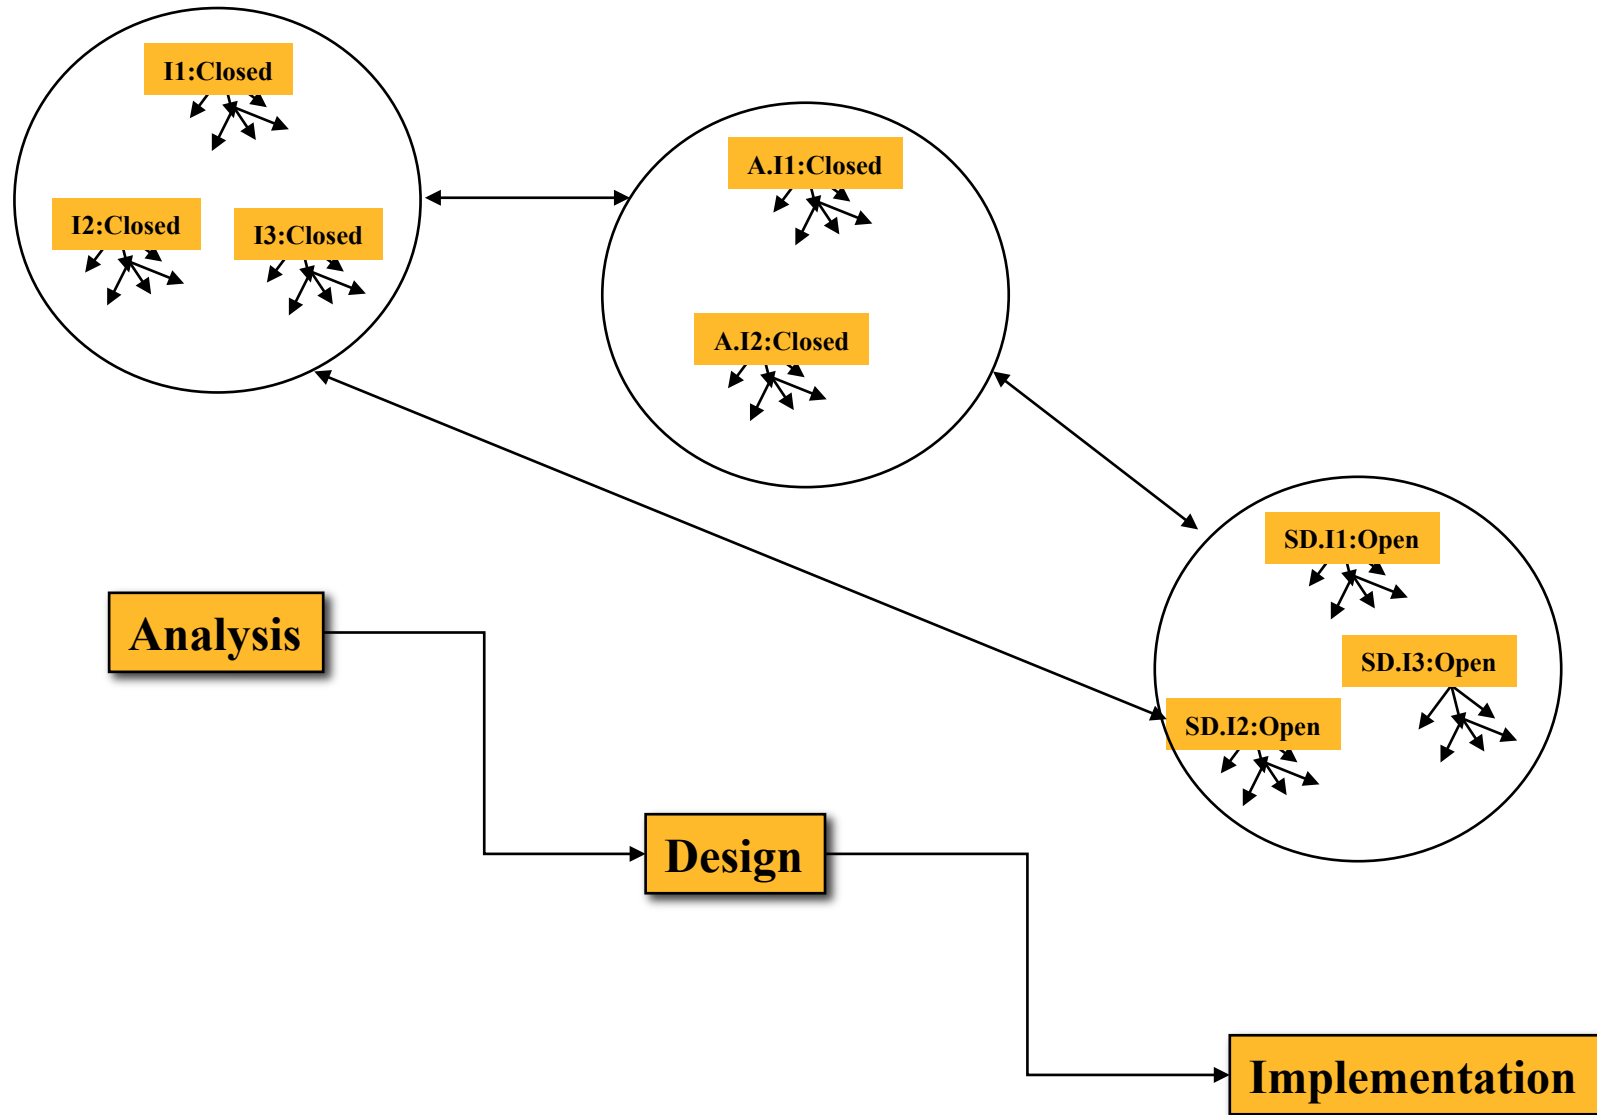 I1:Closed
I2:Closed
I3:Closed
A.I1:Closed
A.I2:Closed
SD.I1:Open
SD.I3:Open
SD.I2:Open
Analysis
Design
Implementation